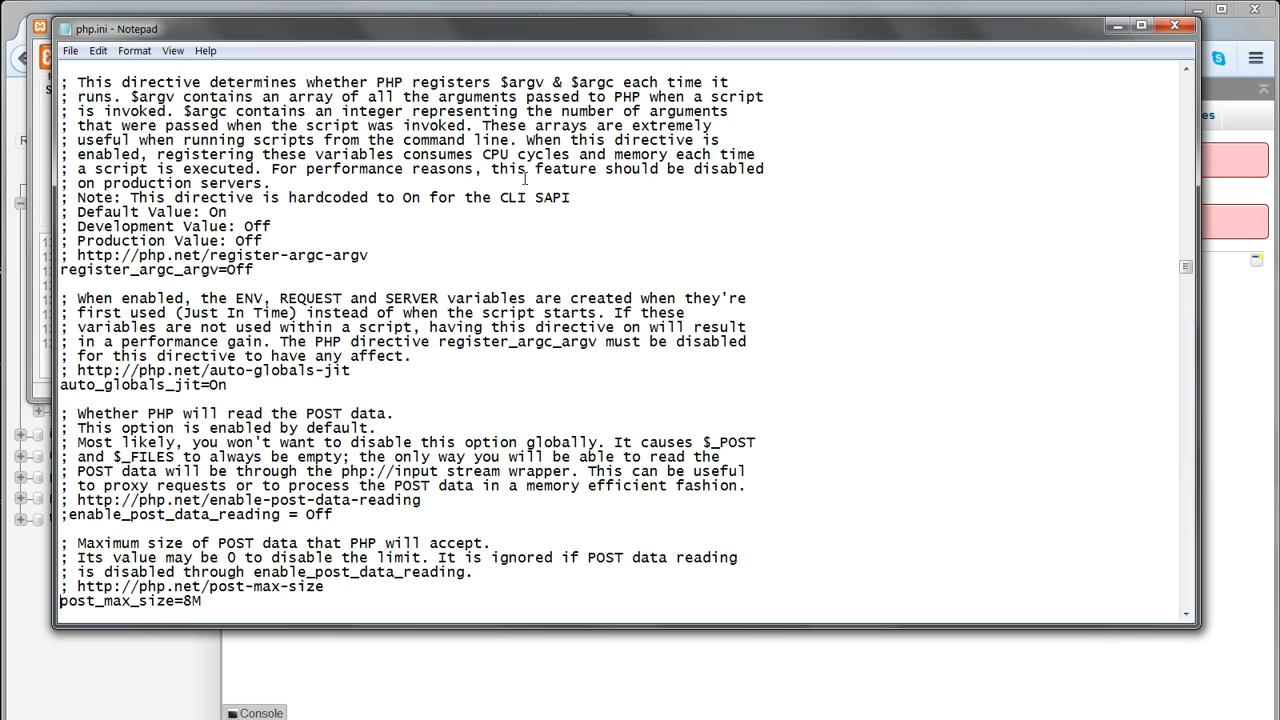 php.ini - Notepad
File Edit Format View Help
; This directive determines whether PHP registers $argv & $argc each time it
; runs. $argv contains an array of all the arguments passed to PHP when a script
; is invoked. $argc contains an integer representing the number of arguments
; that were passed when the script was invoked. These arrays are extremely
; useful when running scripts from the command line. When this directive is
; enabled, registering these variables consumes CPU cycles and memory each time
; a script is executed. For performance reasons, this feature should be disabled
; on production servers.
; Note: This directive is hardcoded to On for the CLI SAPI
; Default Value: On
; Development Value: Off
; Production Value: Off
; http://php.net/register-argc-argv
register_argc_argv=Off
; When enabled, the ENV, REQUEST and SERVER variables are created when they're
; first used (Just In Time) instead of when the script starts. If these
; variables are not used within a script, having this directive on will result
; in a performance gain. The PHP directive register_argc_argv must be disabled
; for this directive to have any affect.
; http://php.net/auto-globals-jit
auto_globals_jit=On
; Whether PHP will read the POST data.
; This option is enabled by default.
; Most likely, you won't want to disable this option globally. It causes $_POST
; and $_FILES to always be empty; the only way you will be able to read the
; POST data will be through the php://input stream wrapper. This can be useful
; to proxy requests or to process the POST data in a memory efficient fashion.
; http://php.net/enable-post-data-reading
;enable_post_data_reading = Off
; Maximum size of POST data that PHP will accept.
; Its value may be 0 to disable the limit. It is ignored if POST data reading
; is disabled through enable_post_data_reading.
; http://php.net/post-max-size
post_max_size=8M
Console